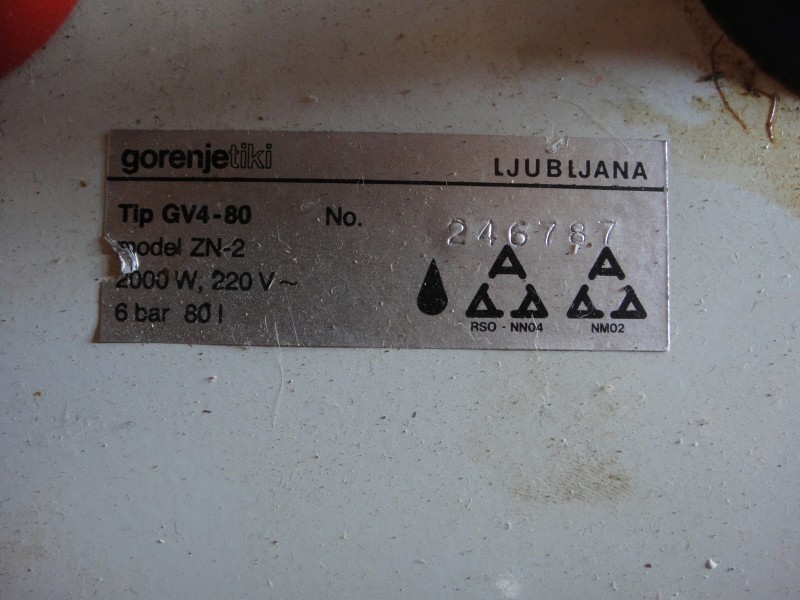 gorenjetiki LJUBLJANA
Tip GV4-80 No. 246787
model ZN-2
2000 W, 220 V ~
6 bar 80 l
RSO - NN04 NM02